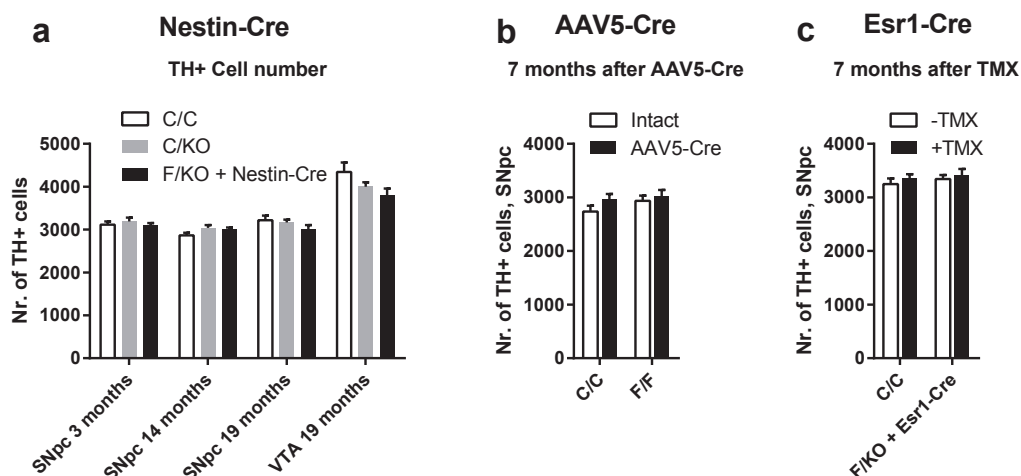 a
Nestin-Cre
TH+ Cell number
C/C
C/KO
F/KO + Nestin-Cre
Nr. of TH+ cells
5000
4000
3000
2000
1000
0
SNpc 3 months
SNpc 14 months
SNpc 19 months
VTA 19 months
b
AAV5-Cre
7 months after AAV5-Cre
Intact
AAV5-Cre
Nr. of TH+ cells, SNpc
4000
3000
2000
1000
0
C/C
F/F
c
Esr1-Cre
7 months after TMX
-TMX
+TMX
Nr. of TH+ cells, SNpc
4000
3000
2000
1000
0
C/C
F/KO + Esr1-Cre